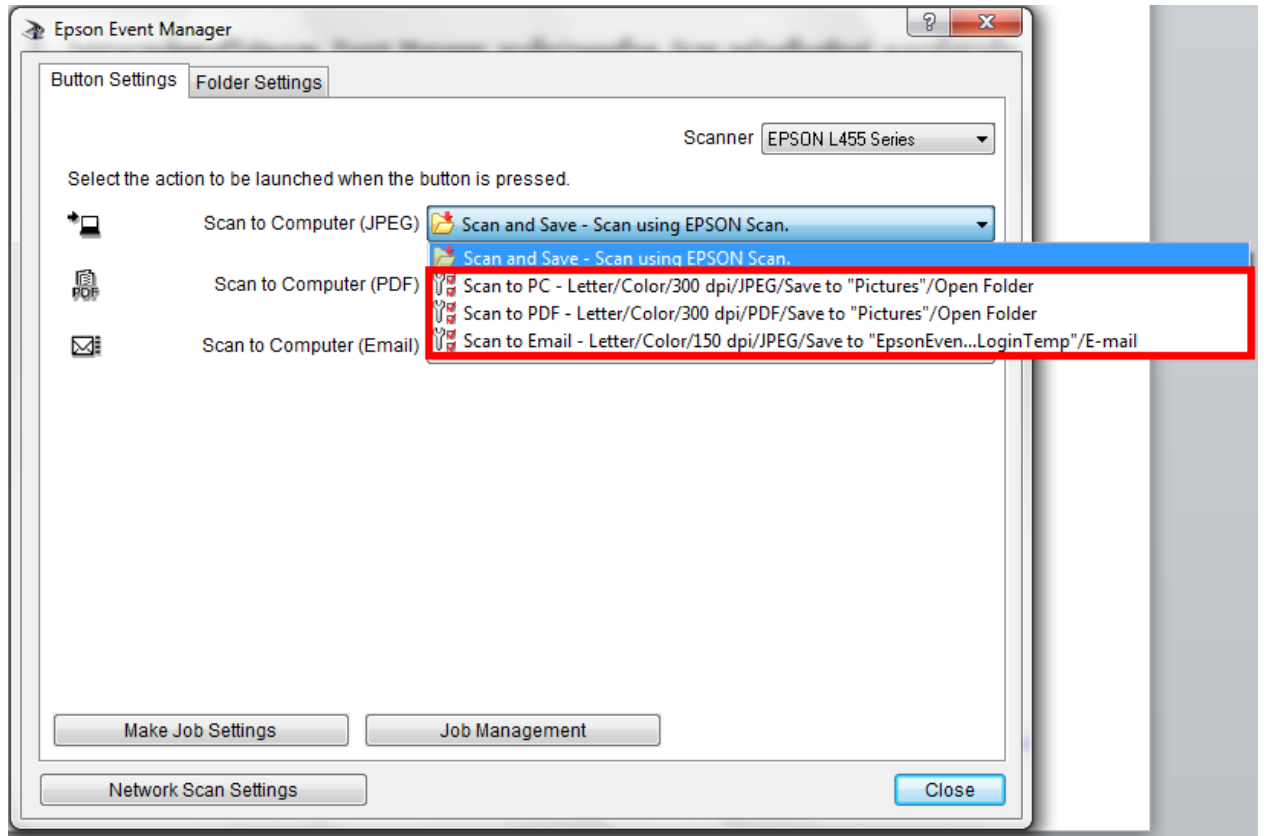 Epson Event Manager
?
X
Button Settings Folder Settings
Scanner EPSON L455 Series
Select the action to be launched when the button is pressed.
Scan to Computer (JPEG) Scan and Save - Scan using EPSON Scan.
Scan and Save - Scan using EPSON Scan.
PDF Scan to Computer (PDF) Scan to PC - Letter/Color/300 dpi/JPEG/Save to "Pictures"/Open Folder
Scan to PDF - Letter/Color/300 dpi/PDF/Save to "Pictures"/Open Folder
Scan to Computer (Email) Scan to Email - Letter/Color/150 dpi/JPEG/Save to "EpsonEven...LoginTemp"/E-mail
Make Job Settings Job Management
Network Scan Settings Close